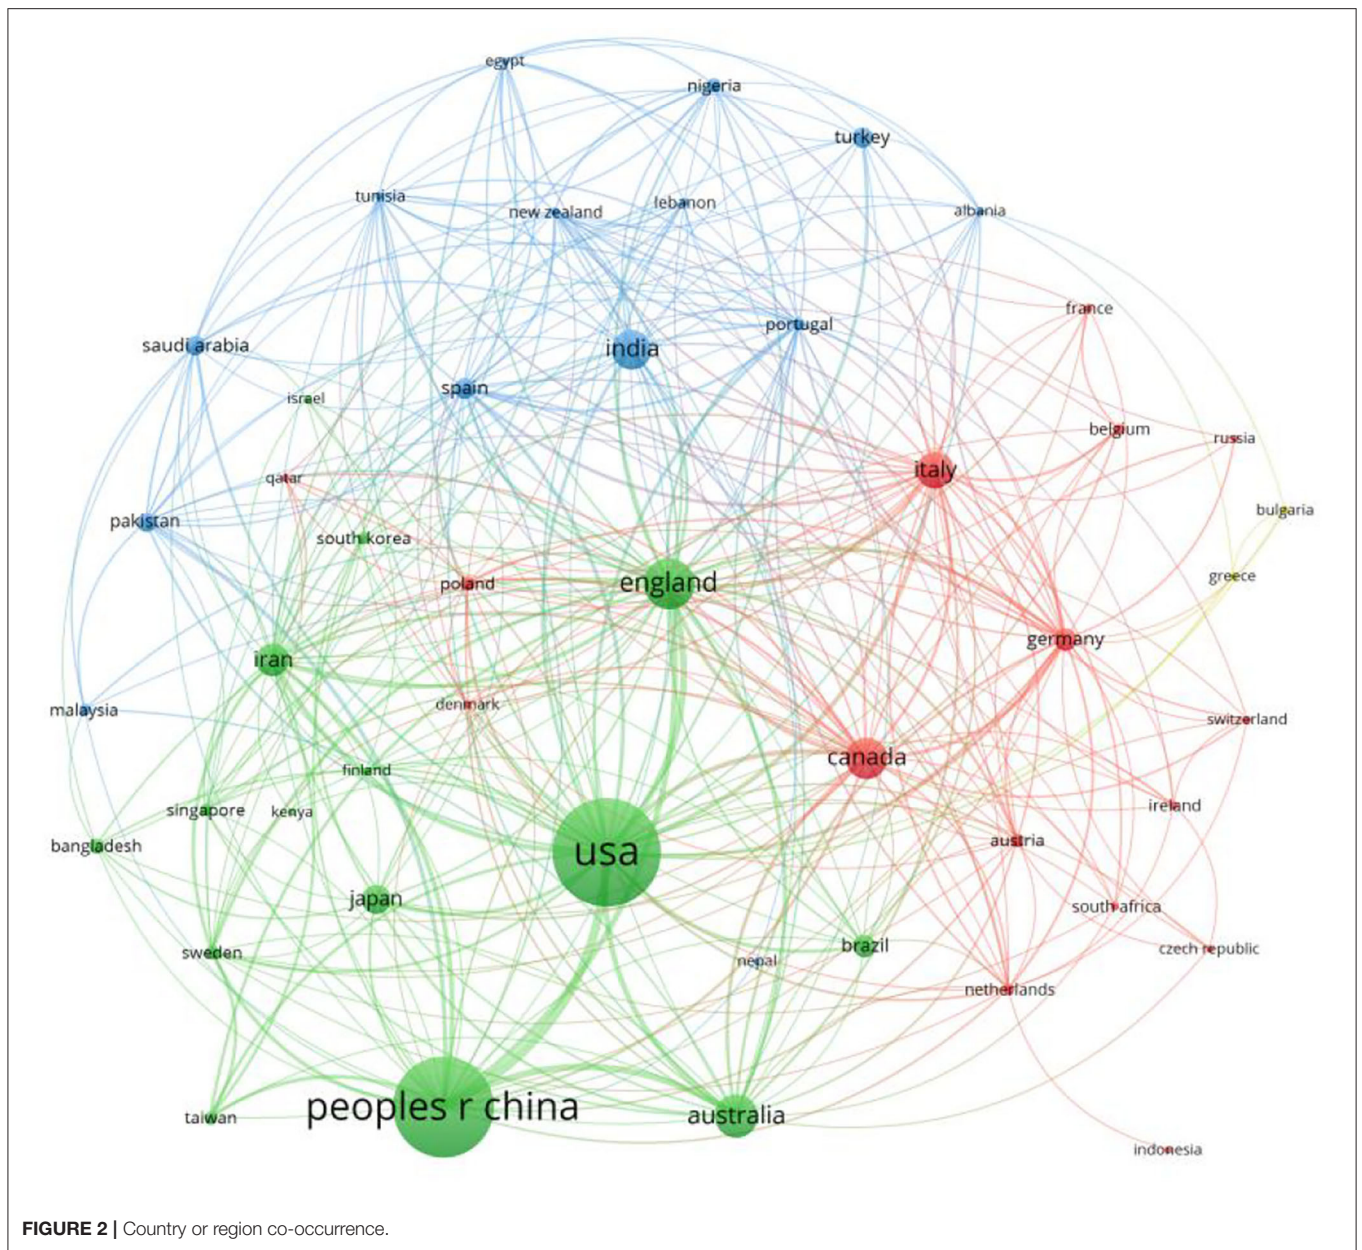 egypt
nigeria
turkey
tunisia
new zealand
lebanon
albania
france
saudi arabia
india
portugal
spain
israel
belgium
russia
italy
qatar
bulgaria
pakistan
south korea
poland
england
greece
germany
iran
malaysia
denmark
switzerland
canada
finland
singapore
kenya
ireland
bangladesh
usa
austria
japan
south africa
sweden
brazil
czech republic
nepal
netherlands
peoples r china
australia
taiwan
indonesia
FIGURE 2 | Country or region co-occurrence.